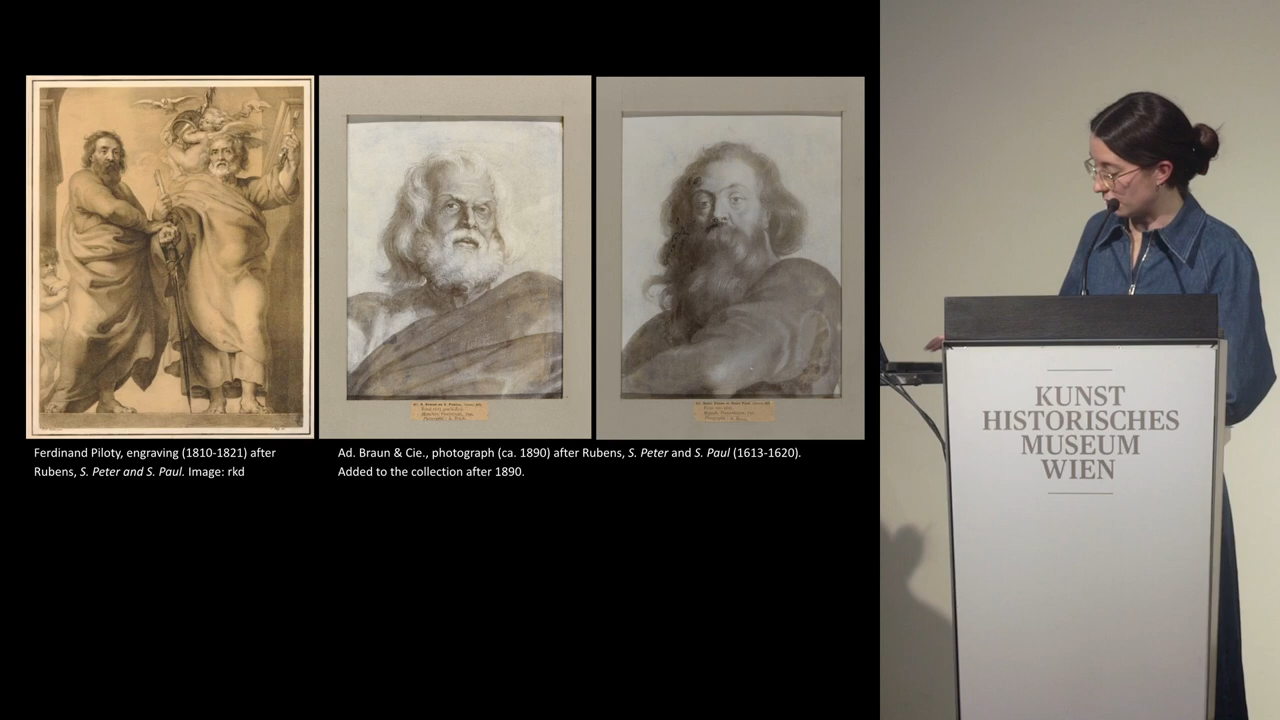 Ferdinand Piloty, engraving (1810-1821) after
Rubens, S. Peter and S. Paul. Image: rkd
Ad. Braun & Cie., photograph (ca. 1890) after Rubens, S. Peter and S. Paul (1613-1620).
Added to the collection after 1890.
KUNST
HISTORISCHES
MUSEUM
WIEN